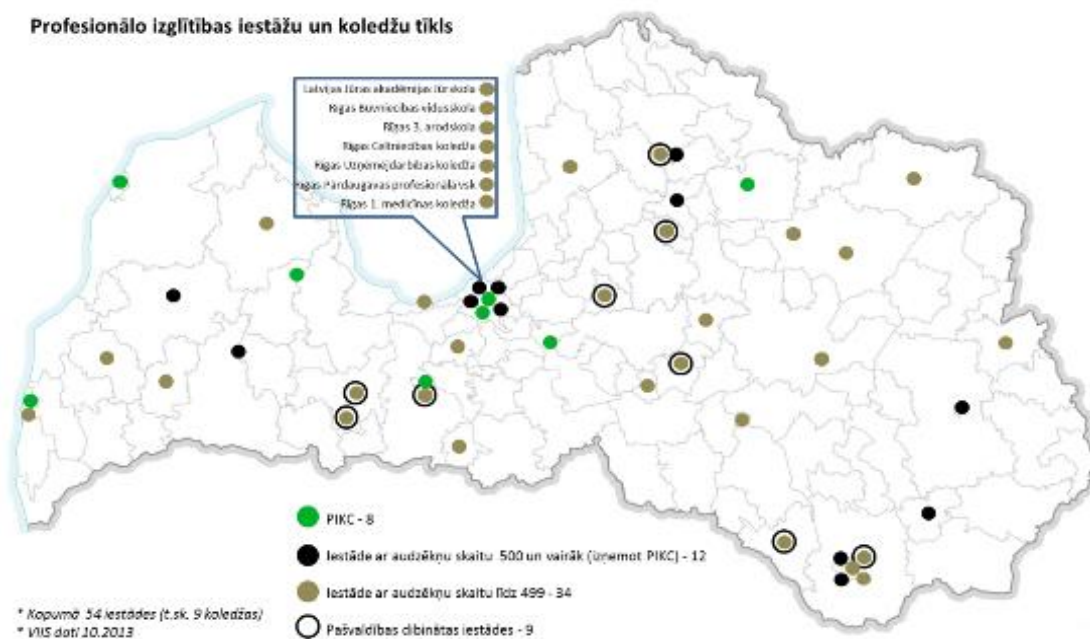 Profesionālo izglītības iestāžu un koledžu tīkls
Latvijas Jūras akadēmijas Jūrskola
Rīgas Būvniecības vidusskola
Rīgas 3. arodskola
Rīgas Celtniecības koledža
Rīgas Uzņēmējdarbības koledža
Rīgas Pārdaugavas profesionālā vsk
Rīgas 1. medicīnas koledža
PIKC - 8
Iestāde ar audzēkņu skaitu 500 un vairāk (izņemot PIKC) - 12
Iestāde ar audzēkņu skaitu līdz 499 - 34
Pašvaldības dibinātas iestādes - 9
* Kopumā 54 iestādes (t.sk. 9 koledžas)
* VIIS dati 10.2013